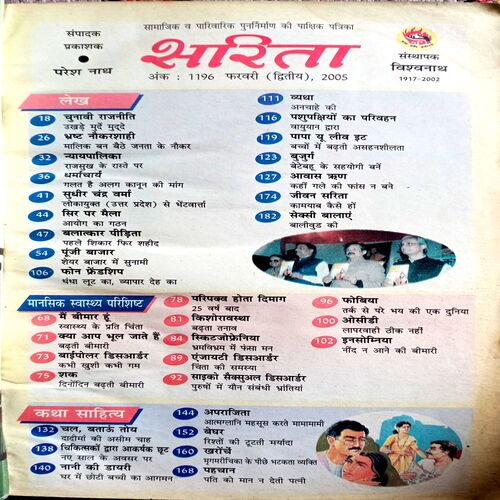 सामाजिक व पारिवारिक पुनर्निर्माण की पाक्षिक पत्रिका
संपादक
प्रकाशक
परेश नाथ
सरिता
अंक : 1196 फरवरी (द्वितीय), 2005
संस्थापक
विश्वनाथ
1917-2002
लेख
18 चुनावी राजनीति
उखड़े मुर्दे मुद्दे
26 भ्रष्ट नौकरशाही
मालिक बन बैठे जनता के नौकर
32 न्यायपालिका
राजसुख के रास्ते पर
36 धर्माचार्य
गलत है अलग कानून की मांग
41 सुधीर चंद्र वर्मा
लोकायुक्त (उत्तर प्रदेश) से भेंटवार्त्ता
44 सिर पर मैला
आयोग का गठन
47 बलात्कार पीड़िता
पहले शिकार फिर शहीद
54 पूंजी बाजार
शेयर बाजार में सुनामी
106 फोन फ्रेंडशिप
धंधा लूट का, व्यापार देह का
111 व्यथा
अनचाहे की
116 पशुपक्षियों का परिवहन
वायुयान द्वारा
119 पापा यू लीव इट
बच्चों में बढ़ती असहनशीलता
123 बुजुर्ग
बेटेबहू के सहयोगी बनें
127 आवास ऋण
कहीं गले की फांस न बने
174 जीवन सरिता
कामयाब कैसे हों
182 सेक्सी बालाएं
बालीवुड की
मानसिक स्वास्थ्य परिशिष्ट
68 मैं बीमार हूं
स्वास्थ्य के प्रति चिंता
71 क्या आप भूल जाते हैं
बढ़ती बीमारी
73 बाईपोलर डिसआर्डर
कभी खुशी कभी गम
75 शक
दिनोंदिन बढ़ती बीमारी
78 परिपक्व होता दिमाग
25 वर्ष बाद
81 किशोरावस्था
बढ़ता तनाव
84 स्किटजोफ्रेनिया
भ्रमविभ्रम में फंसा मन
89 एंजायटी डिसआर्डर
चिंता की समस्या
92 साइको सैक्सुअल डिसआर्डर
पुरुषों में यौन संबंधी भ्रांतियां
96 फोबिया
तर्क से परे भय की एक दुनिया
100 ओसीडी
लापरवाही ठीक नहीं
102 इनसोम्निया
नींद न आने की बीमारी
कथा साहित्य
132 चल, बताऊं तोय
दादीमां की असीम चाह
138 चिकित्सकों द्वारा आकर्षक छूट
नए साल के अवसर पर
140 नानी की डायरी
घर में छोटी बच्ची का आगमन
144 अपराजिता
आत्मग्लानि महसूस करते मामामामी
152 बेघर
रिश्तों की टूटती मर्यादा
160 खरोंचें
मृगमरीचिका के पीछे भटकता व्यक्ति
168 पहचान
पति को मान न देती पत्नी